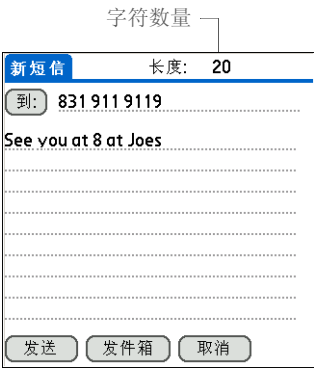 字符数量
新短信 长度: 20
到: 831 911 9119
See you at 8 at Joes
发送 发件箱 取消